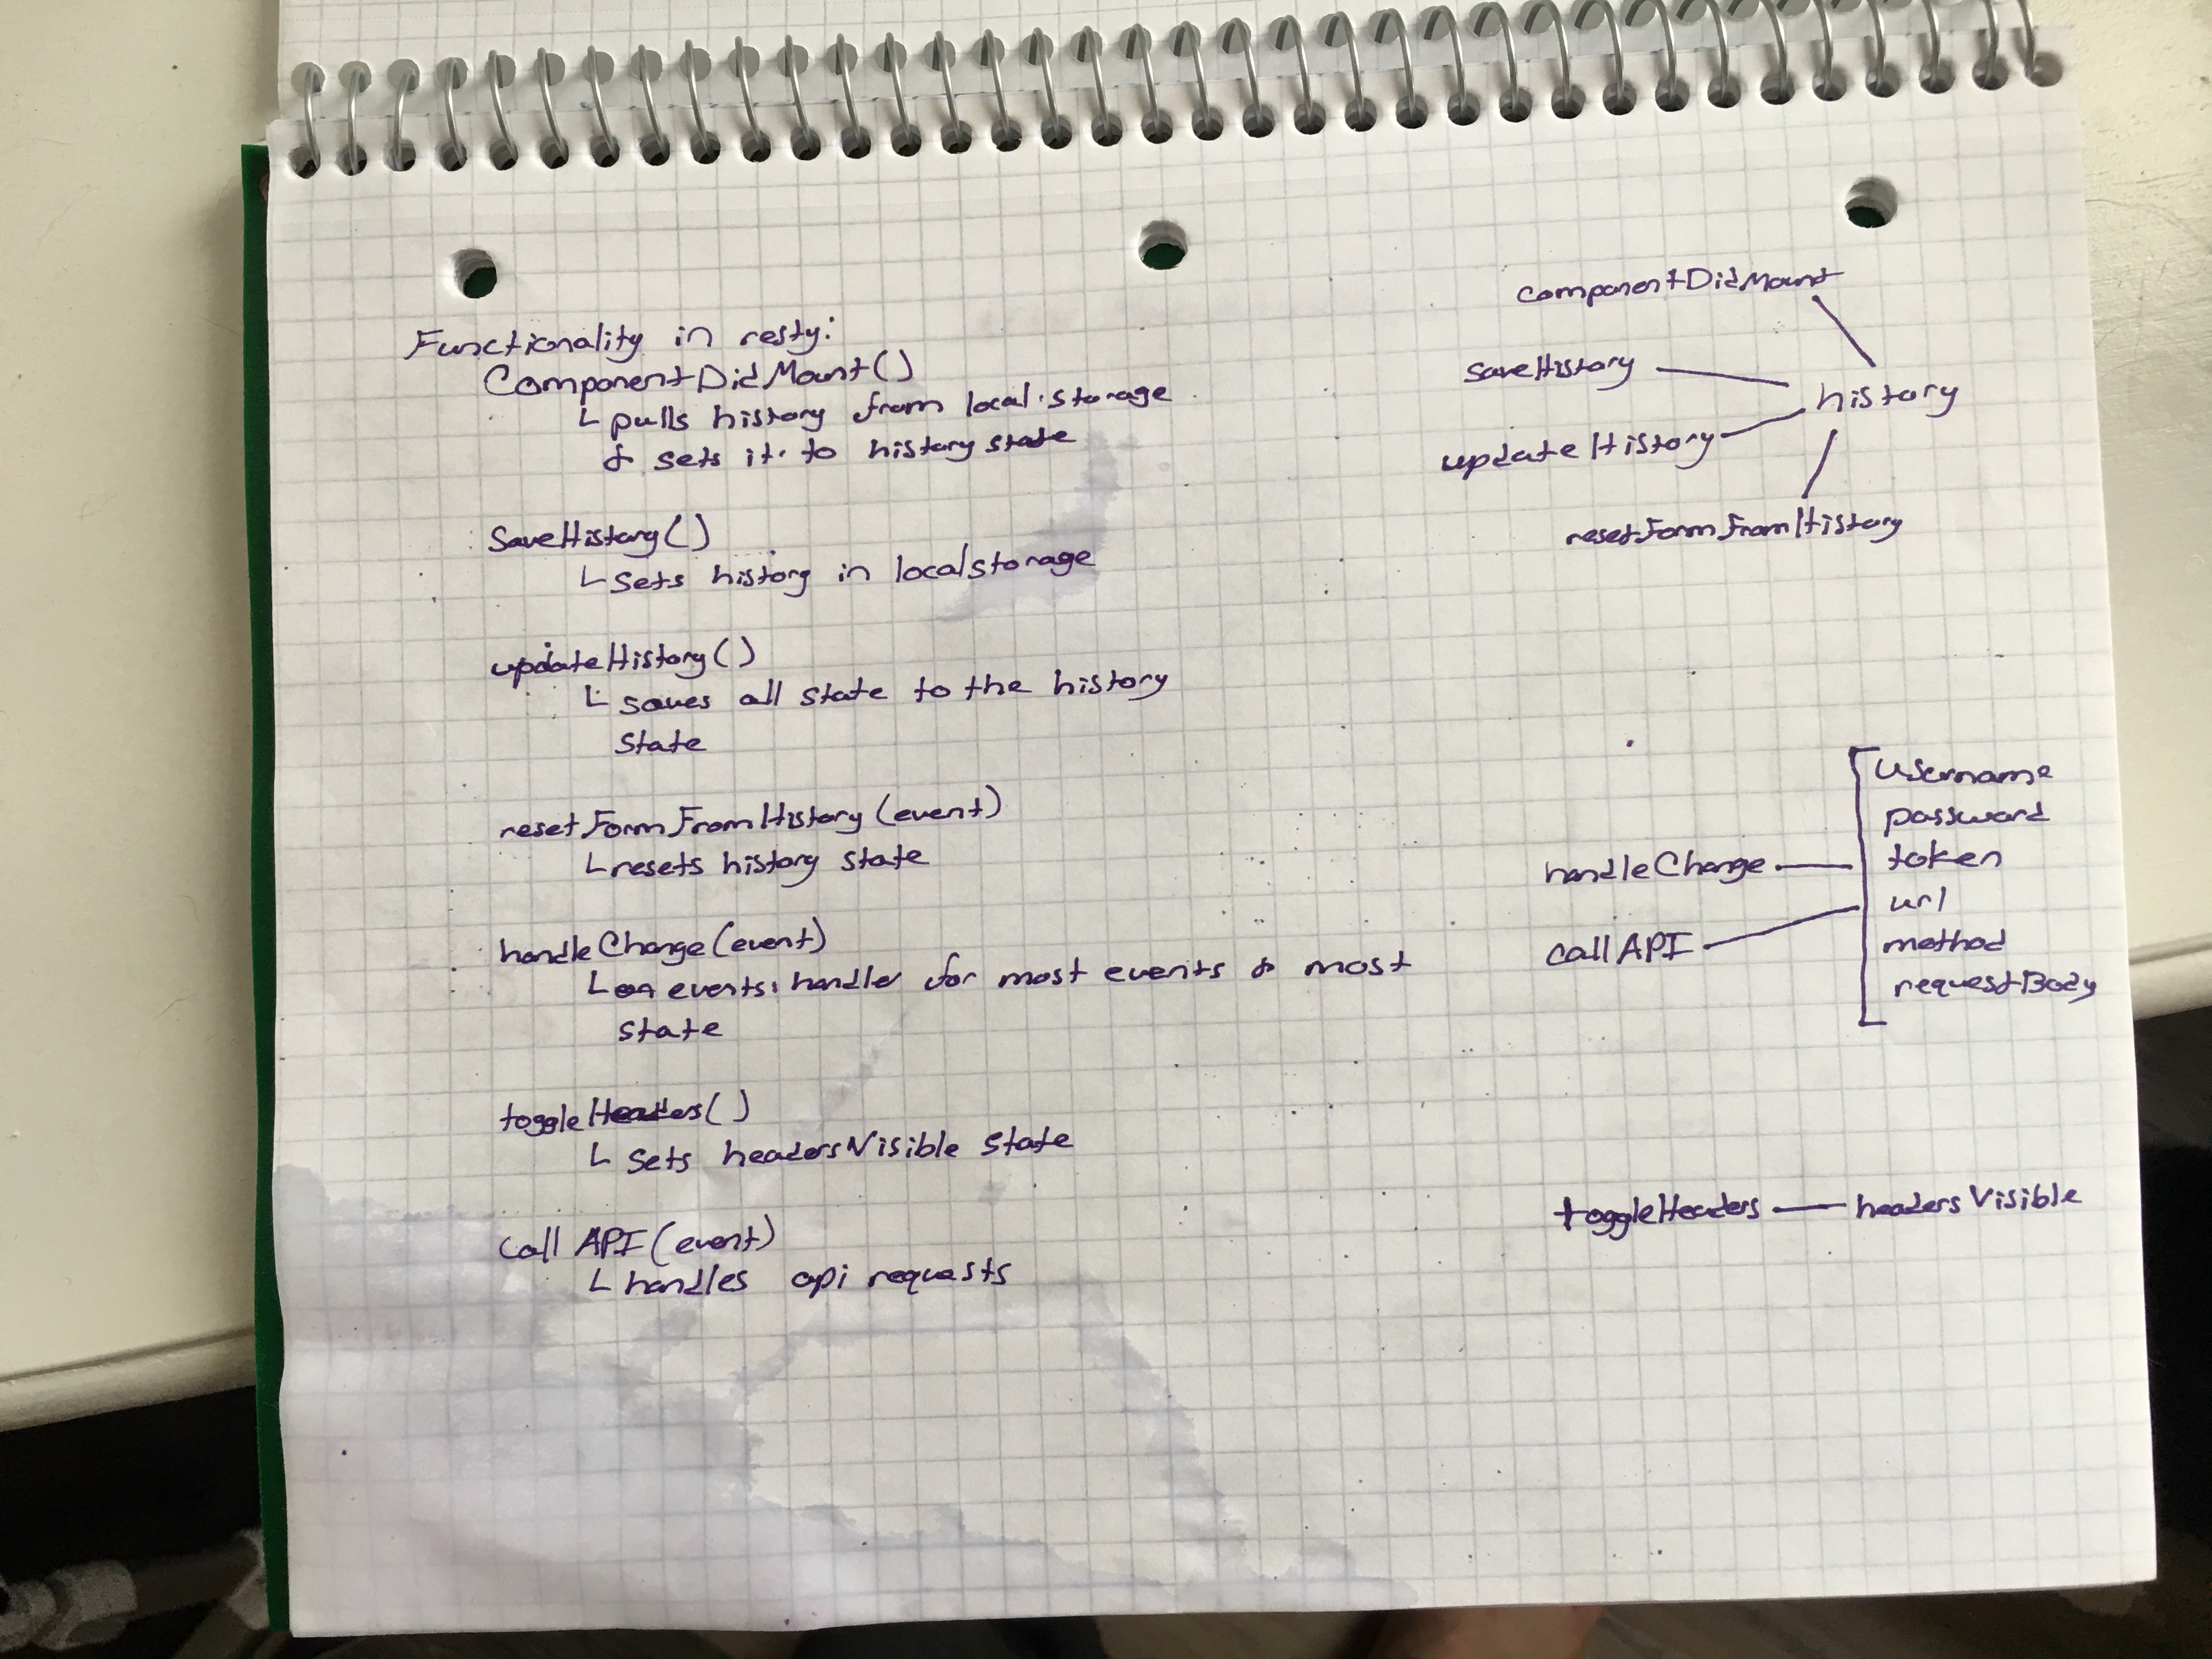 Functionality in resty:
ComponentDidMount()
L pulls history from local storage
& sets it to history state
SaveHistory()
L sets history in localstorage
updateHistory()
L saves all state to the history
state
resetFormFromHistory(event)
L resets history state
handleChange(event)
L on events, handler for most events & most
state
toggleHeaders()
L sets headersVisible state
callAPI(event)
L handles api requests
componentDidMount
saveHistory
history
updateHistory
resetFormFromHistory
username
password
handleChange token
url
callAPI method
requestBody
toggleHeaders headersVisible